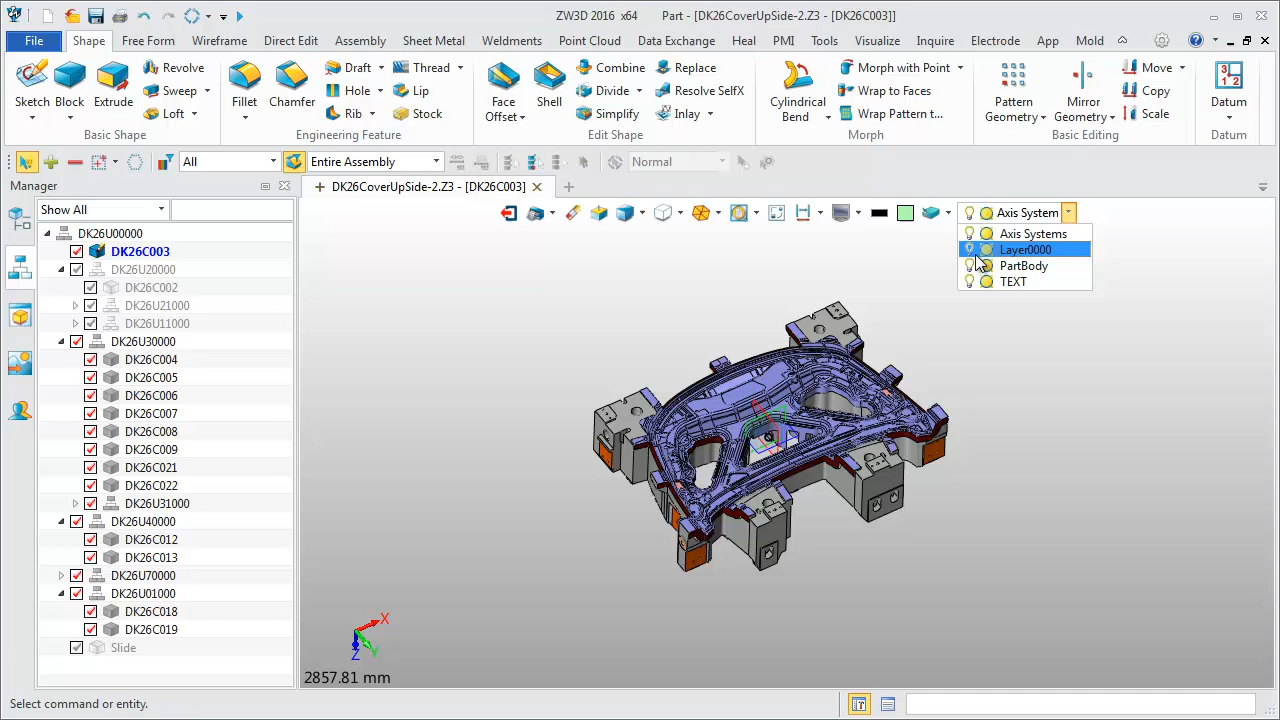 ZW3D 2016 x64 Part - [DK26CoverUpSide-2.Z3 - [DK26C003]]
File Shape Free Form Wireframe Direct Edit Assembly Sheet Metal Weldments Point Cloud Data Exchange Heal PMI Tools Visualize Inquire Electrode App Mold
Revolve Draft Thread Combine Replace Morph with Point Move
Sweep Hole Lip Divide Resolve SelfX Wrap to Faces Copy
Loft Rib Stock Simplify Inlay Wrap Pattern t... Scale
Sketch Block Extrude Fillet Chamfer Face Offset Shell Cylindrical Bend Pattern Geometry Mirror Geometry Datum
Basic Shape Engineering Feature Edit Shape Morph Basic Editing Datum
All Entire Assembly Normal
Manager
DK26CoverUpSide-2.Z3 - [DK26C003]
Show All
Axis System
Axis Systems
Layer0000
PartBody
TEXT
DK26U00000
DK26C003
DK26U20000
DK26C002
DK26U21000
DK26U11000
DK26U30000
DK26C004
DK26C005
DK26C006
DK26C007
DK26C008
DK26C009
DK26C021
DK26C022
DK26U31000
DK26U40000
DK26C012
DK26C013
DK26U70000
DK26U01000
DK26C018
DK26C019
Slide
X
Y
Z
2857.81 mm
Select command or entity.